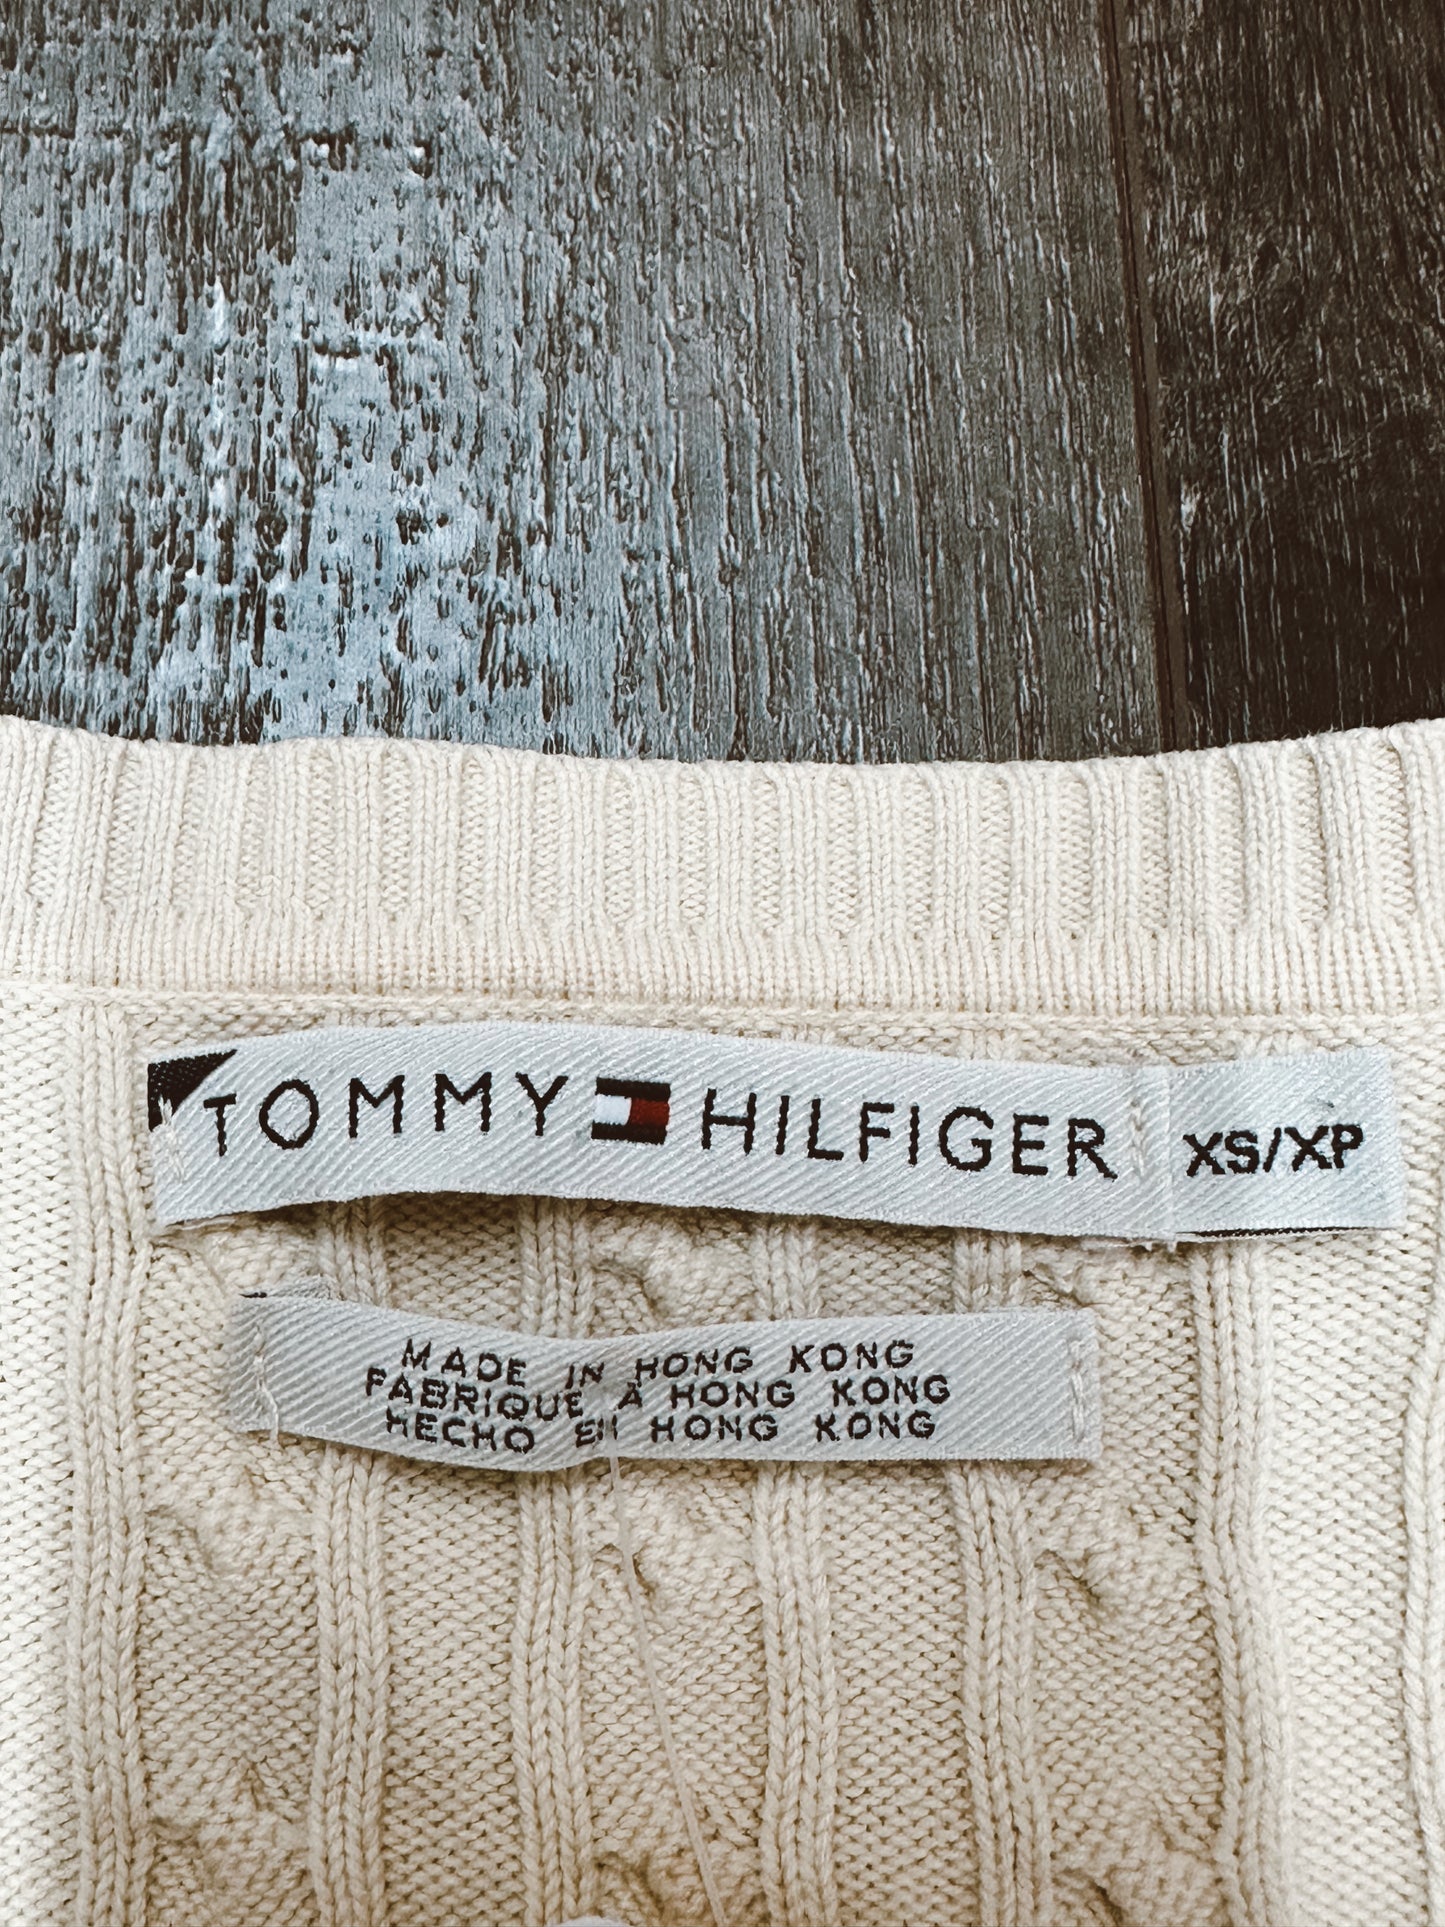 TOMMY HILFIGER XS/XP
MADE IN HONG KONG
FABRIQUE À HONG KONG
HECHO EN HONG KONG